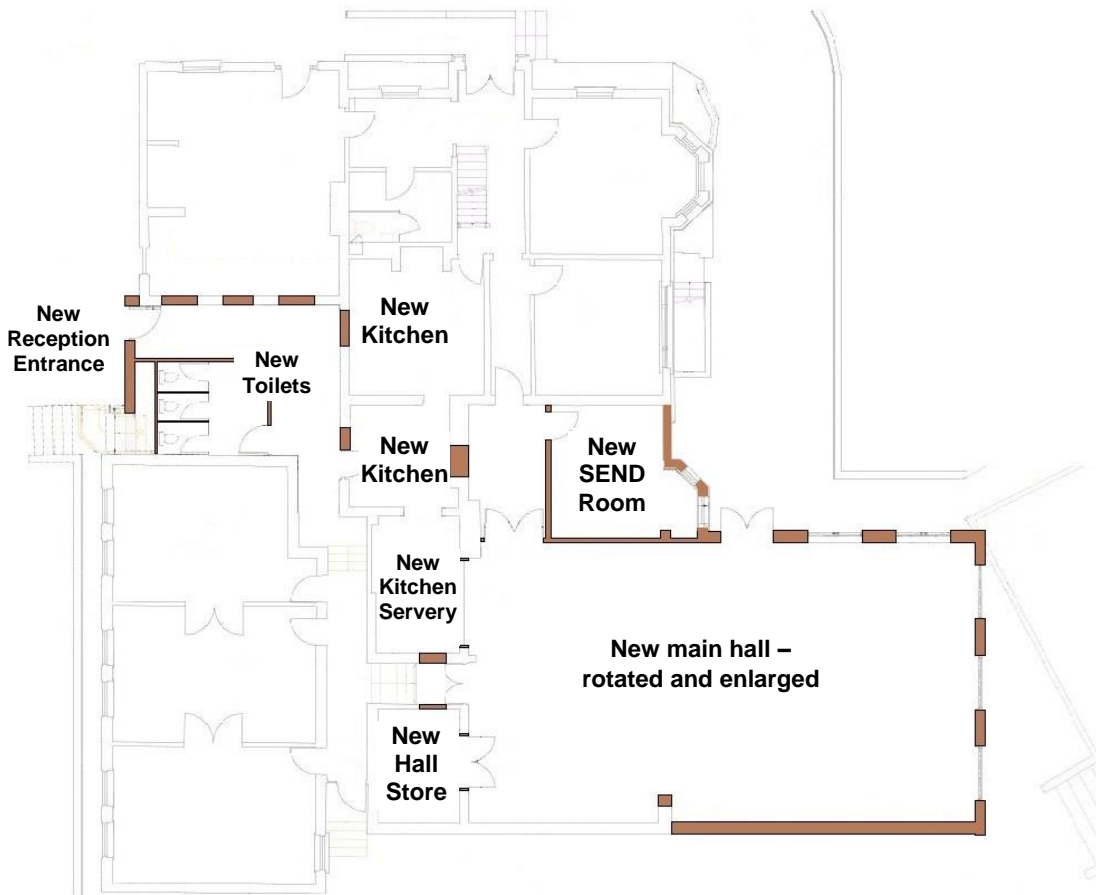 New
Kitchen
New
Reception
Entrance
New
Toilets
New
Kitchen
New
SEND
Room
New
Kitchen
Servery
New main hall –
rotated and enlarged
New
Hall
Store